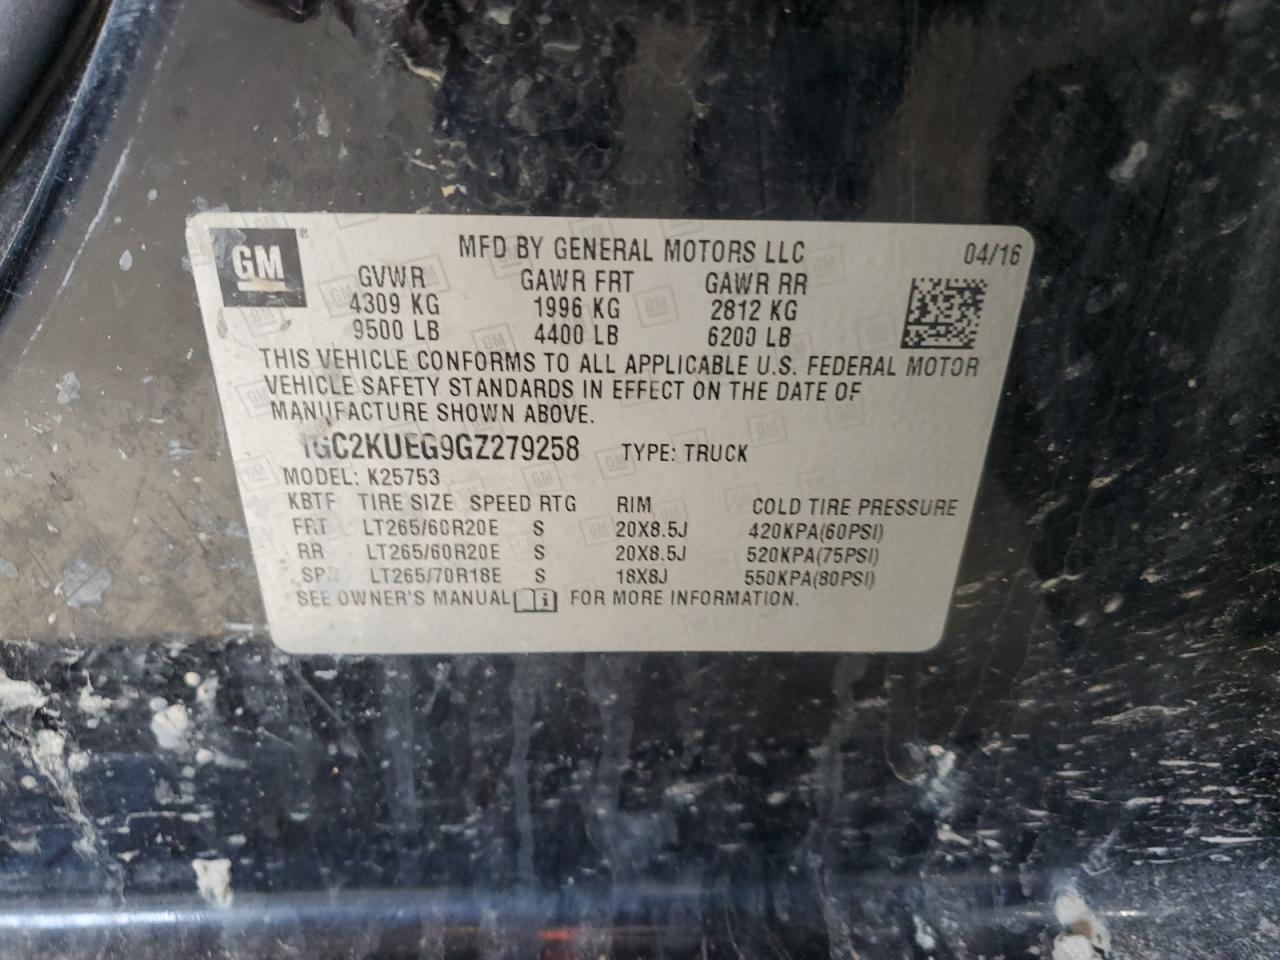 GM ®
MFD BY GENERAL MOTORS LLC 04/16
GVWR GAWR FRT GAWR RR
4309 KG 1996 KG 2812 KG
9500 LB 4400 LB 6200 LB
THIS VEHICLE CONFORMS TO ALL APPLICABLE U.S. FEDERAL MOTOR
VEHICLE SAFETY STANDARDS IN EFFECT ON THE DATE OF
MANUFACTURE SHOWN ABOVE.
1GC2KUEG9GZ279258 TYPE: TRUCK
MODEL: K25753
KBTF TIRE SIZE SPEED RTG RIM COLD TIRE PRESSURE
FRT LT265/60R20E S 20X8.5J 420KPA(60PSI)
RR LT265/60R20E S 20X8.5J 520KPA(75PSI)
SPR LT265/70R18E S 18X8J 550KPA(80PSI)
SEE OWNER'S MANUAL i FOR MORE INFORMATION.